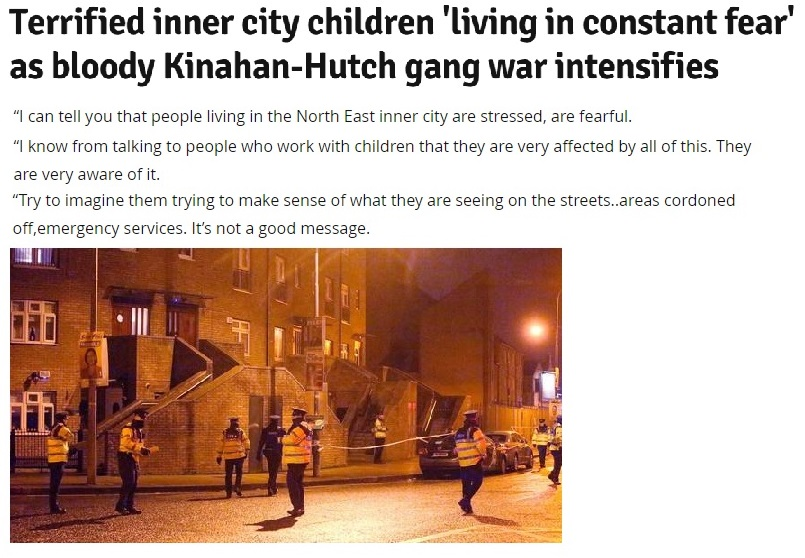 Terrified inner city children 'living in constant fear'
as bloody Kinahan-Hutch gang war intensifies
“I can tell you that people living in the North East inner city are stressed, are fearful.
“I know from talking to people who work with children that they are very affected by all of this. They
are very aware of it.
“Try to imagine them trying to make sense of what they are seeing on the streets..areas cordoned
off,emergency services. It’s not a good message.